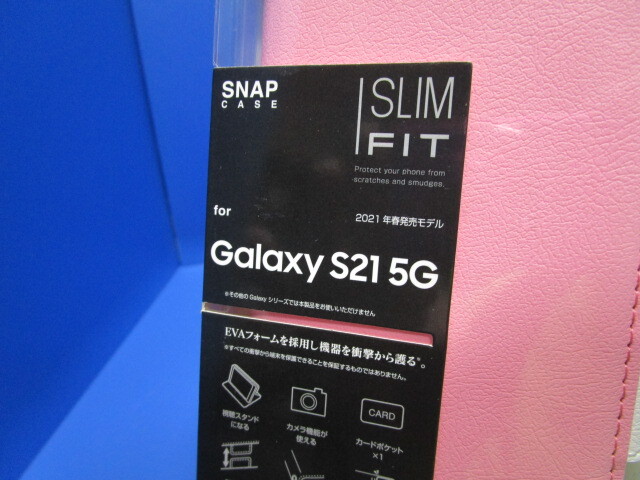 SNAP
CASE
SLIM
FIT
Protect your phone from
scratches and smudges.
for
2021年春発売モデル
Galaxy S21 5G
※その他のGalaxyシリーズでは本製品をお使いいただけません
EVAフォームを採用し機器を衝撃から護る※。
※すべての衝撃から端末を保護できることを保証するものではありません。
視聴スタンド
になる
カメラ機能が
使える
CARD
カードポケット
×1